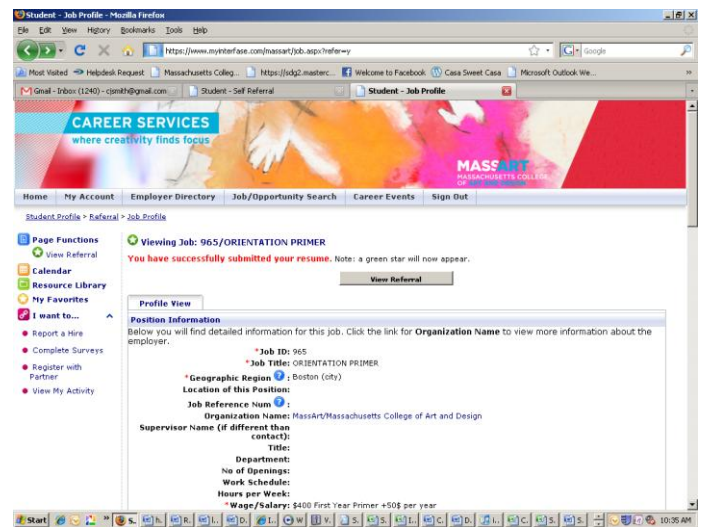 Student - Job Profile - Mozilla Firefox
File Edit View History Bookmarks Tools Help
https://www.myinterfase.com/massart/job.aspx?refer=y
Google
Most Visited Helpdesk Request Massachusetts Colleg... https://sdg2.masterc... Welcome to Facebook Casa Sweet Casa Microsoft Outlook We...
Gmail - Inbox (1240) - cjsmith@gmail.com Student - Self Referral Student - Job Profile
CAREER SERVICES
where creativity finds focus
MASSART
MASSACHUSETTS COLLEGE
OF ART AND DESIGN
Home My Account Employer Directory Job/Opportunity Search Career Events Sign Out
Student Profile > Referral > Job Profile
Page Functions
View Referral
Calendar
Resource Library
My Favorites
I want to...
Report a Hire
Complete Surveys
Register with
Partner
View My Activity
Viewing Job: 965/ORIENTATION PRIMER
You have successfully submitted your resume. Note: a green star will now appear.
View Referral
Profile View
Position Information
Below you will find detailed information for this job. Click the link for Organization Name to view more information about the
employer.
*Job ID: 965
*Job Title: ORIENTATION PRIMER
*Geographic Region ? : Boston (city)
Location of this Position:
Job Reference Num ? :
Organization Name: MassArt/Massachusetts College of Art and Design
Supervisor Name (if different than
contact):
Title:
Department:
No of Openings:
Work Schedule:
Hours per Week:
*Wage/Salary: $400 First Year Primer +50$ per year
Start 10:35 AM